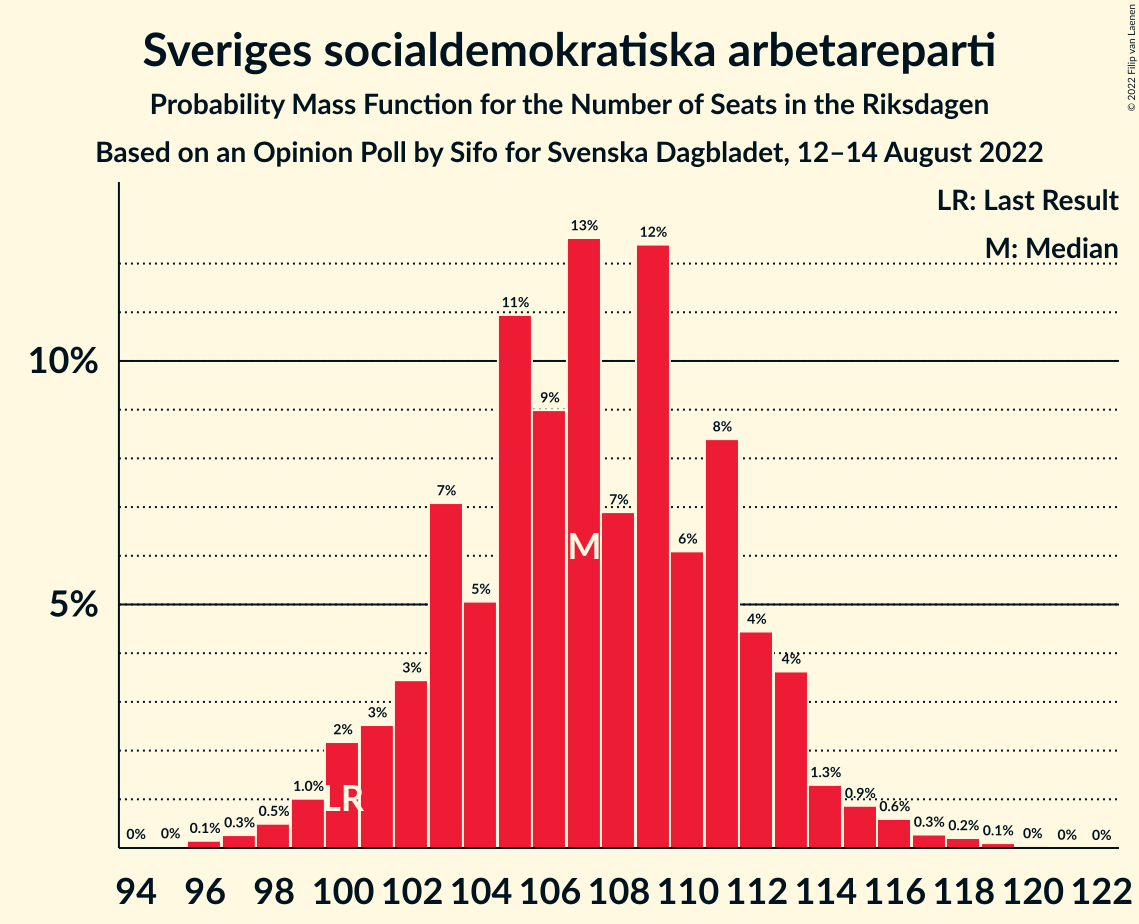 Sveriges socialdemokratiska arbetareparti
Probability Mass Function for the Number of Seats in the Riksdagen
Based on an Opinion Poll by Sifo for Svenska Dagbladet, 12–14 August 2022
© 2022 Filip van Laenen
LR: Last Result
M: Median
10%
5%
0% 0% 0.1% 0.3% 0.5% 1.0% 2% 3% 3% 7% 5% 11% 9% 13% 7% 12% 6% 8% 4% 4% 1.3% 0.9% 0.6% 0.3% 0.2% 0.1% 0% 0% 0%
LR
M
94 96 98 100 102 104 106 108 110 112 114 116 118 120 122